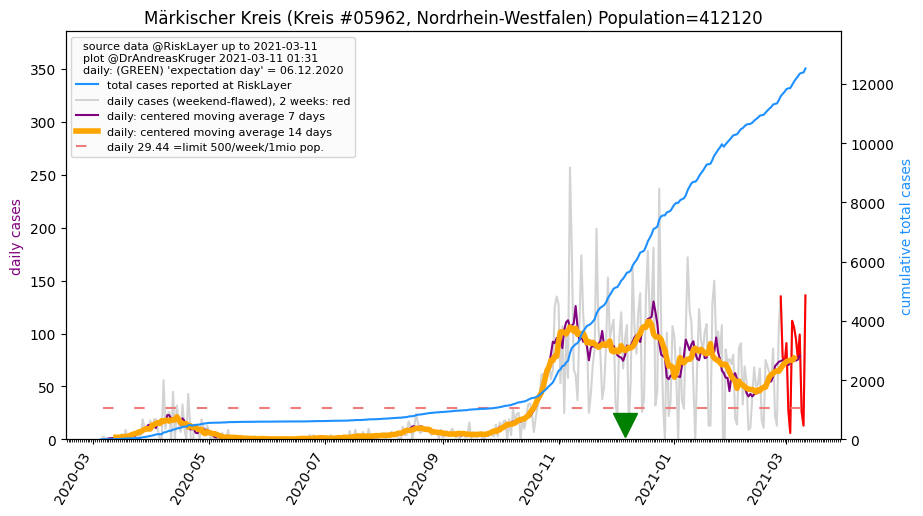 Märkischer Kreis (Kreis #05962, Nordrhein-Westfalen) Population=412120
source data @RiskLayer up to 2021-03-11
plot @DrAndreasKruger 2021-03-11 01:31
daily: (GREEN) 'expectation day' = 06.12.2020
total cases reported at RiskLayer
daily cases (weekend-flawed), 2 weeks: red
daily: centered moving average 7 days
daily: centered moving average 14 days
daily 29.44 =limit 500/week/1mio pop.
daily cases
350
300
250
200
150
100
50
0
cumulative total cases
12000
10000
8000
6000
4000
2000
0
2020-03
2020-05
2020-07
2020-09
2020-11
2021-01
2021-03